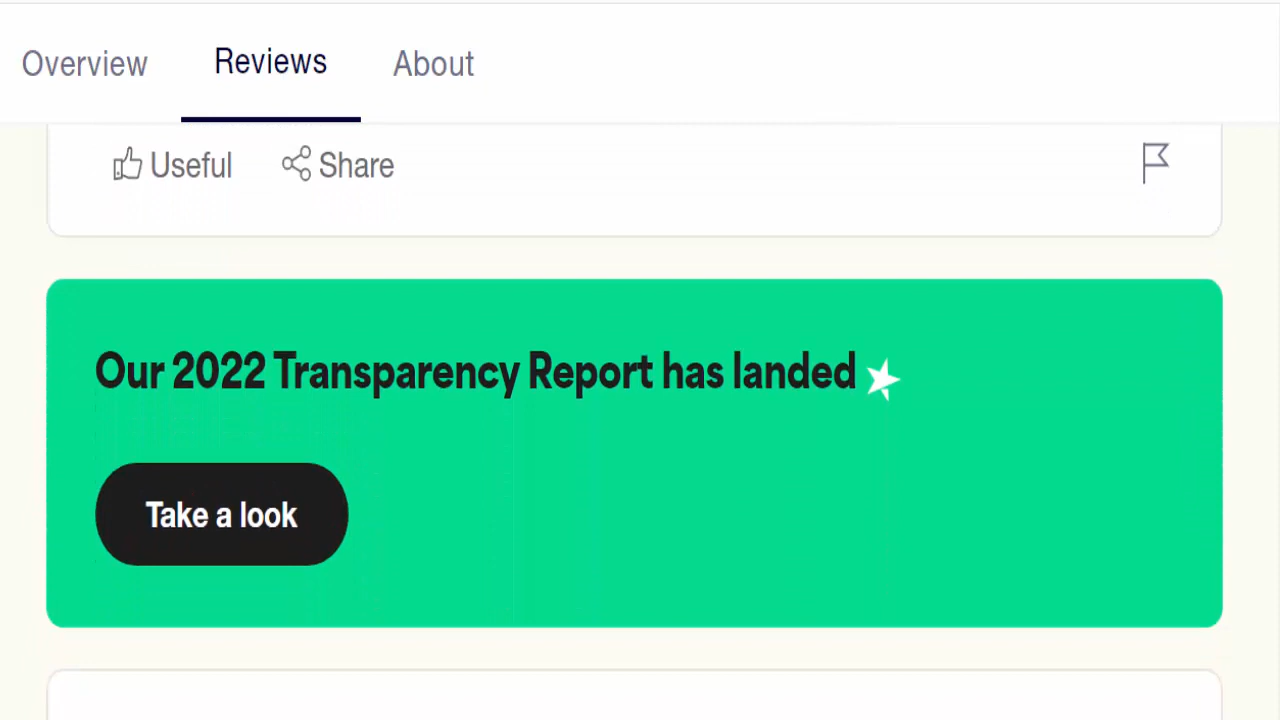 Overview Reviews About
Useful Share
Our 2022 Transparency Report has landed
Take a look